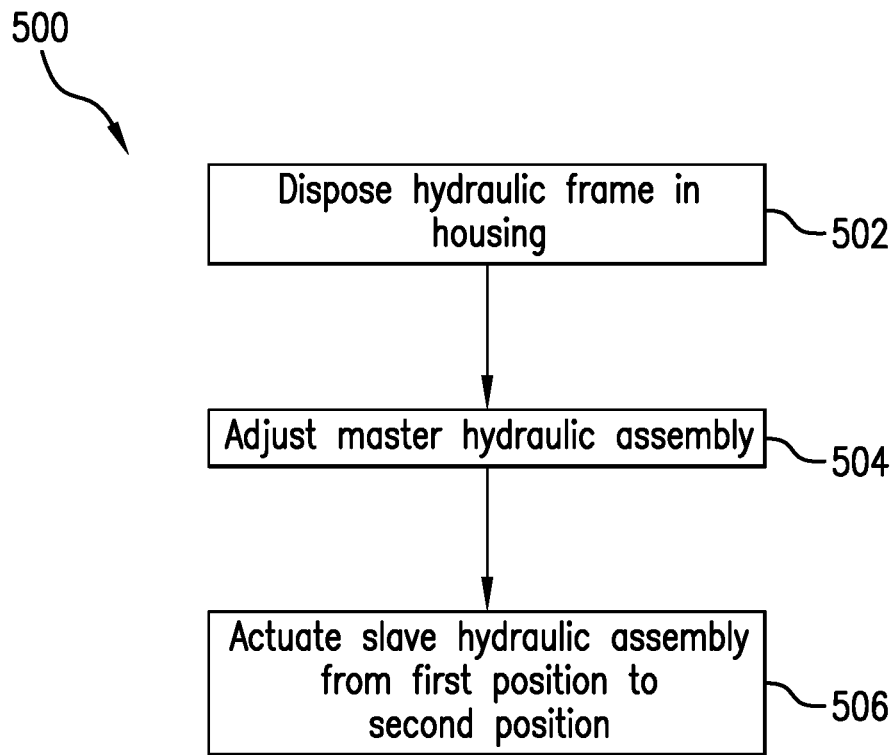 500
Dispose hydraulic frame in
housing
502
Adjust master hydraulic assembly
504
Actuate slave hydraulic assembly
from first position to
second position
506